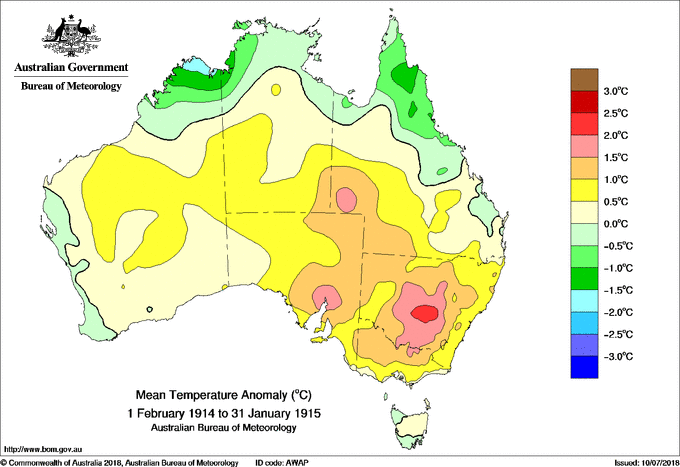 Australian Government
Bureau of Meteorology
3.0°C
2.5°C
2.0°C
1.5°C
1.0°C
0.5°C
0.0°C
-0.5°C
-1.0°C
-1.5°C
-2.0°C
-2.5°C
-3.0°C
Mean Temperature Anomaly (°C)
1 February 1914 to 31 January 1915
Australian Bureau of Meteorology
http://www.bom.gov.au
© Commonwealth of Australia 2018, Australian Bureau of Meteorology ID code: AWAP Issued: 10/07/2018